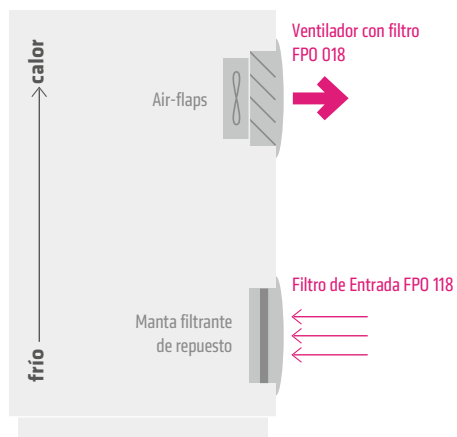 Ventilador con filtro
FPO 018
calor
Air-flaps
Filtro de Entrada FPO 118
Manta filtrante
de repuesto
frío